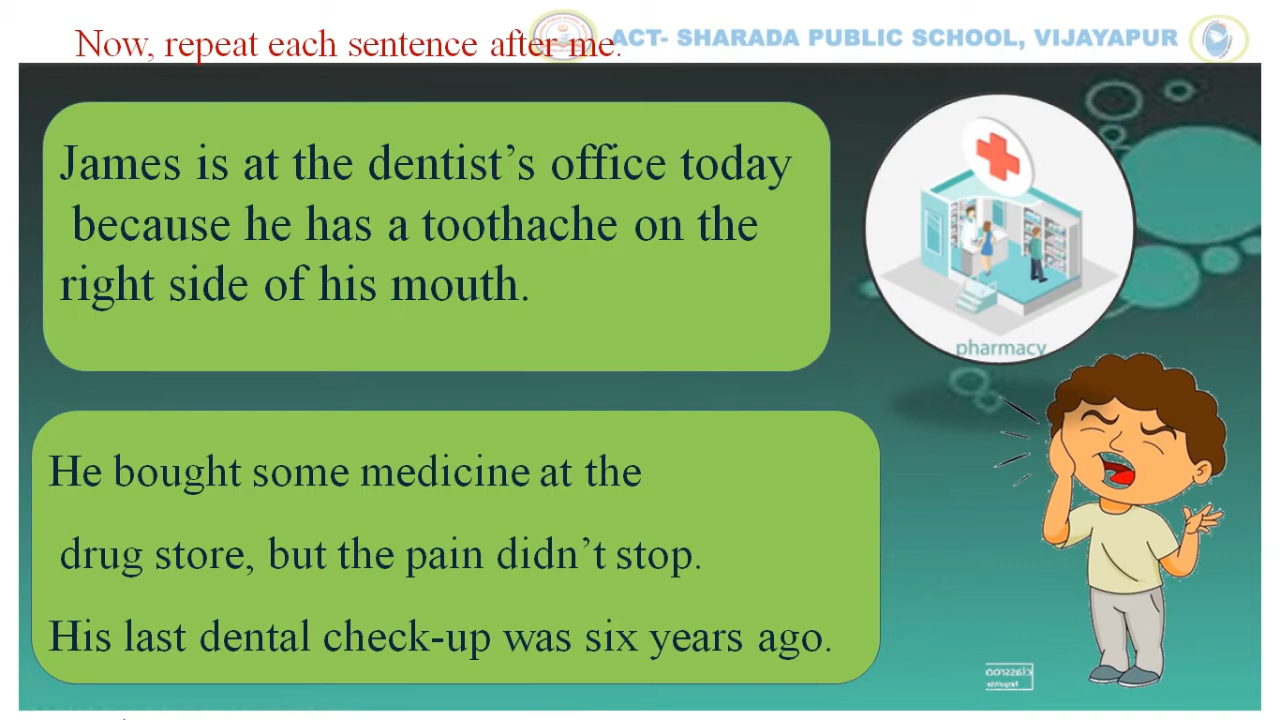 Now, repeat each sentence after me.
ACT- SHARADA PUBLIC SCHOOL, VIJAYAPUR
James is at the dentist’s office today
because he has a toothache on the
right side of his mouth.
pharmacy
He bought some medicine at the
drug store, but the pain didn’t stop.
His last dental check-up was six years ago.